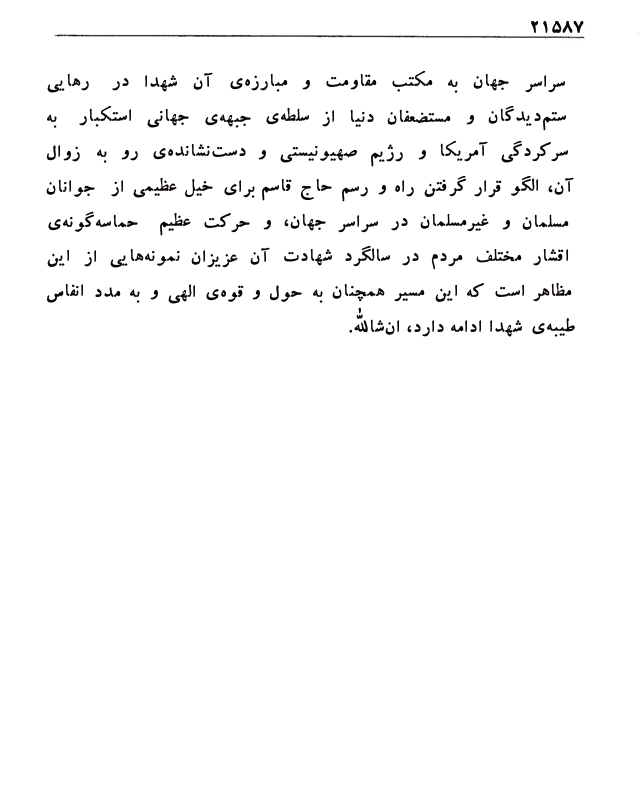 ۲۱۵۸۷
سراسر جهان به مکتب مقاومت و مبارزه‌ی آن شهدا در رهایی
ستم‌دیدگان و مستضعفان دنیا از سلطه‌ی جبهه‌ی جهانی استکبار به
سرکردگی آمریکا و رژیم صهیونیستی و دست‌نشانده‌ی رو به زوال
آن، الگو قرار گرفتن راه و رسم حاج قاسم برای خیل عظیمی از جوانان
مسلمان و غیرمسلمان در سراسر جهان، و حرکت عظیم حماسه‌گونه‌ی
اقشار مختلف مردم در سالگرد شهادت آن عزیزان نمونه‌هایی از این
مظاهر است که این مسیر همچنان به حول و قوه‌ی الهی و به مدد انفاس
طیبه‌ی شهدا ادامه دارد، ان‌شالله.